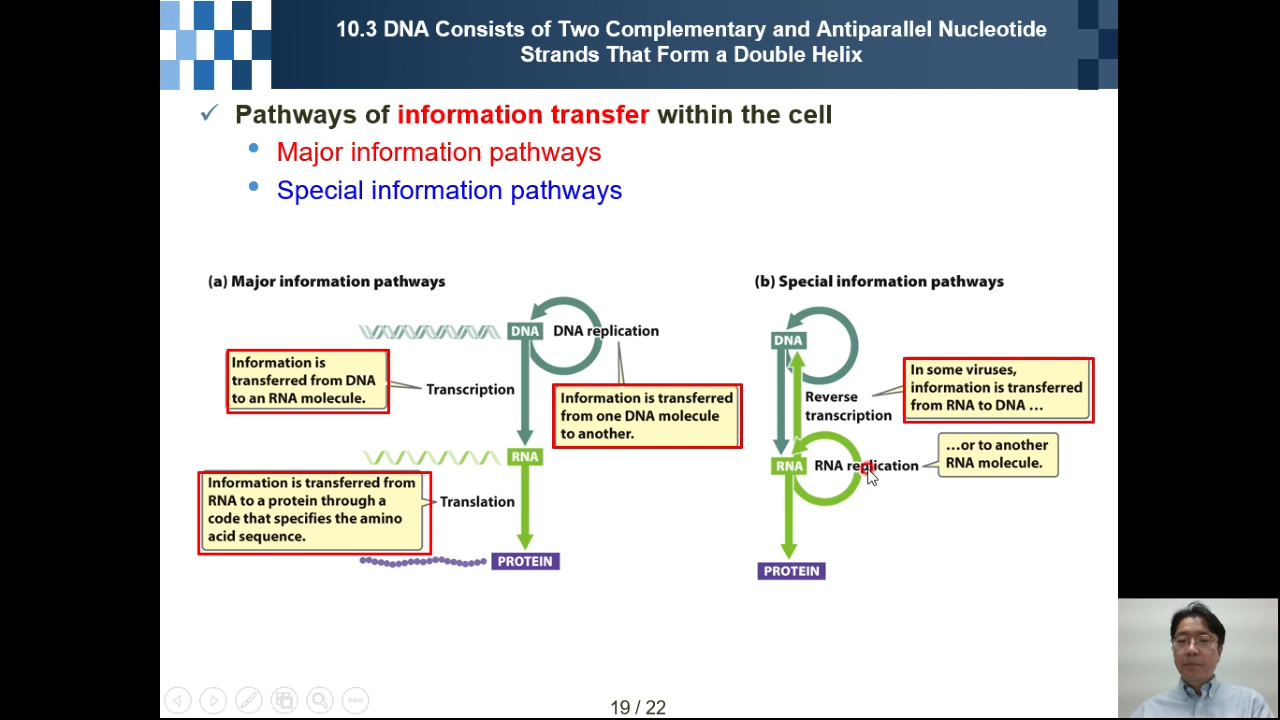 10.3 DNA Consists of Two Complementary and Antiparallel Nucleotide
Strands That Form a Double Helix
✓ Pathways of information transfer within the cell
• Major information pathways
• Special information pathways
(a) Major information pathways
DNA
DNA replication
Information is
transferred from DNA
to an RNA molecule.
Transcription
Information is transferred
from one DNA molecule
to another.
RNA
Information is transferred from
RNA to a protein through a
code that specifies the amino
acid sequence.
Translation
PROTEIN
(b) Special information pathways
DNA
In some viruses,
information is transferred
from RNA to DNA ...
Reverse
transcription
RNA
RNA replication
...or to another
RNA molecule.
PROTEIN
19 / 22